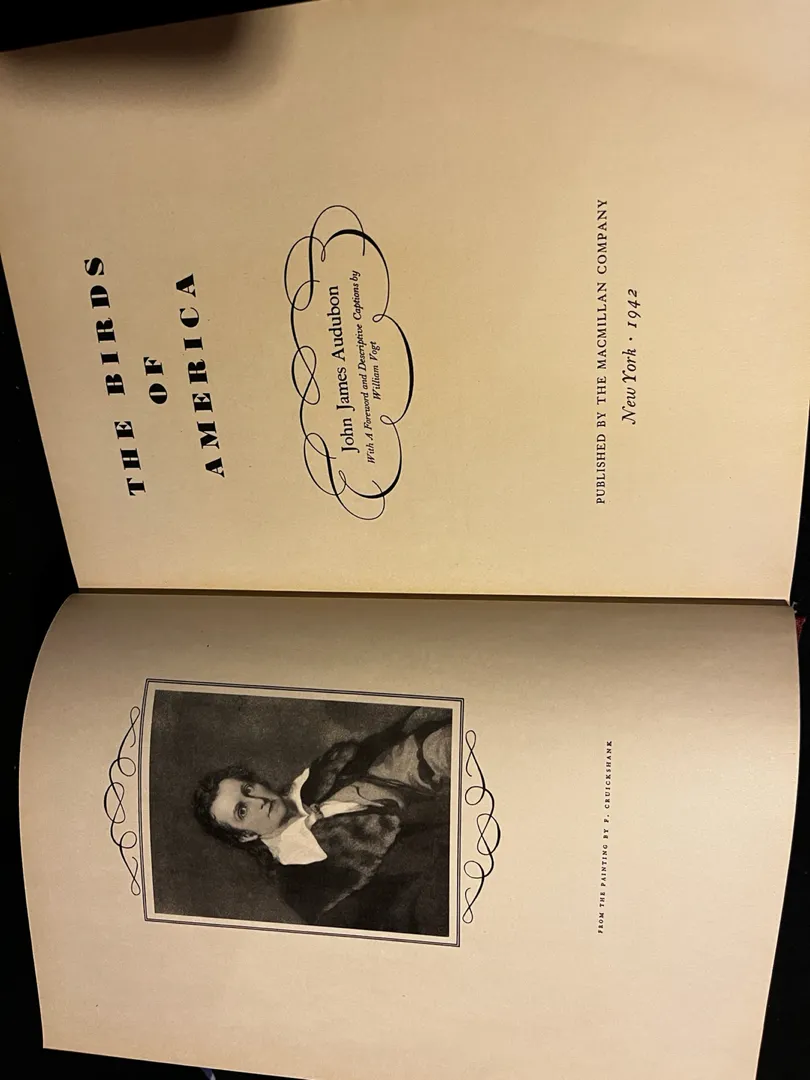 FROM THE PAINTING BY F. CRUICKSHANK
THE BIRDS
OF
AMERICA
John James Audubon
With A Foreword and Descriptive Captions by
William Vogt
PUBLISHED BY THE MACMILLAN COMPANY
New York · 1942